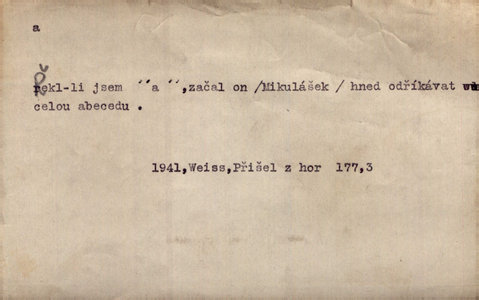 a
Řekl-li jsem ´´a ´´,začal on /Mikulášek / hned odříkávat
celou abecedu .
1941,Weiss,Přišel z hor 177,3